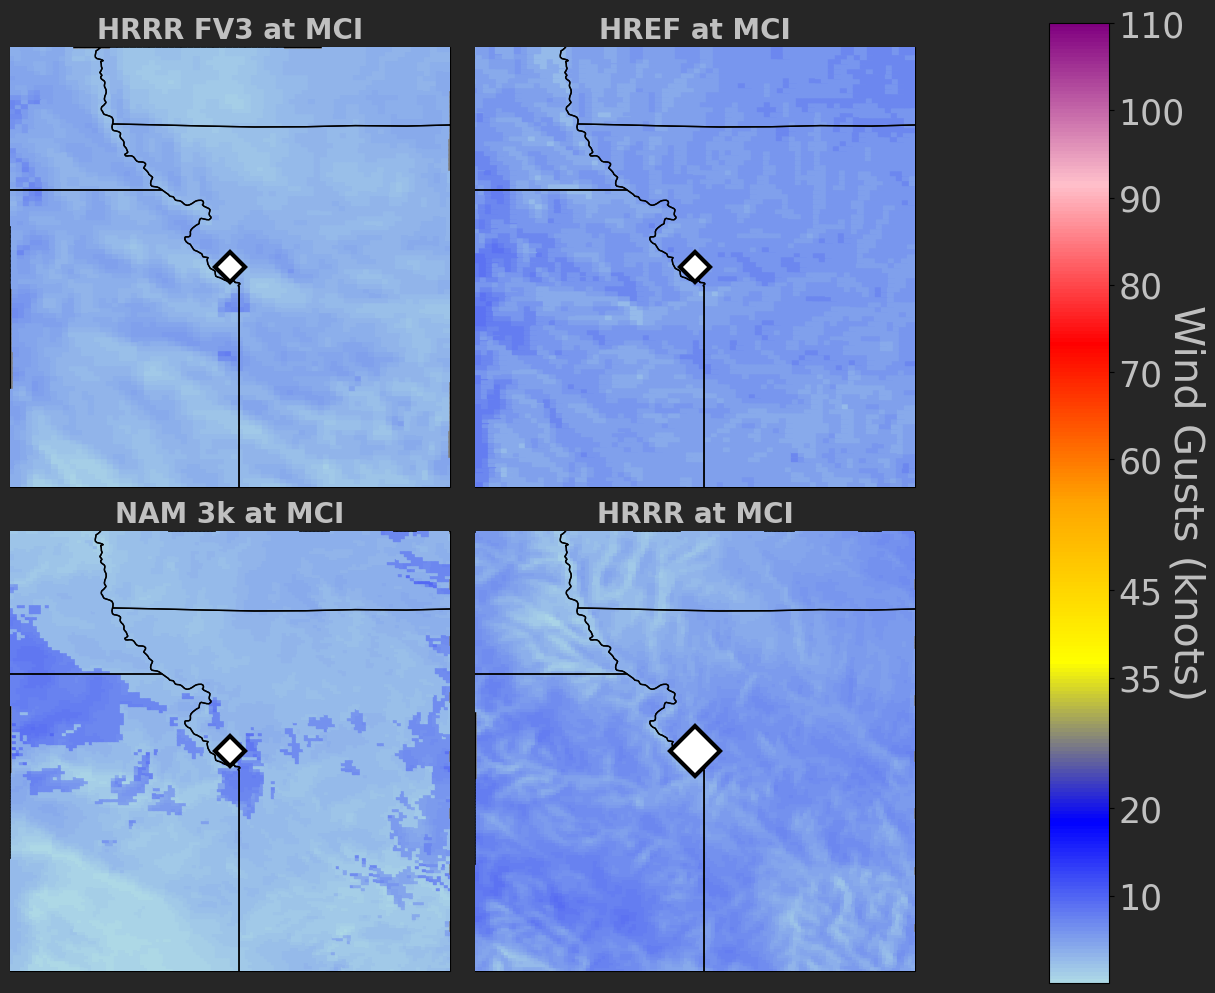 HRRR FV3 at MCI
HREF at MCI
NAM 3k at MCI
HRRR at MCI
110
100
90
80
70
60
45
35
20
10
Wind Gusts (knots)